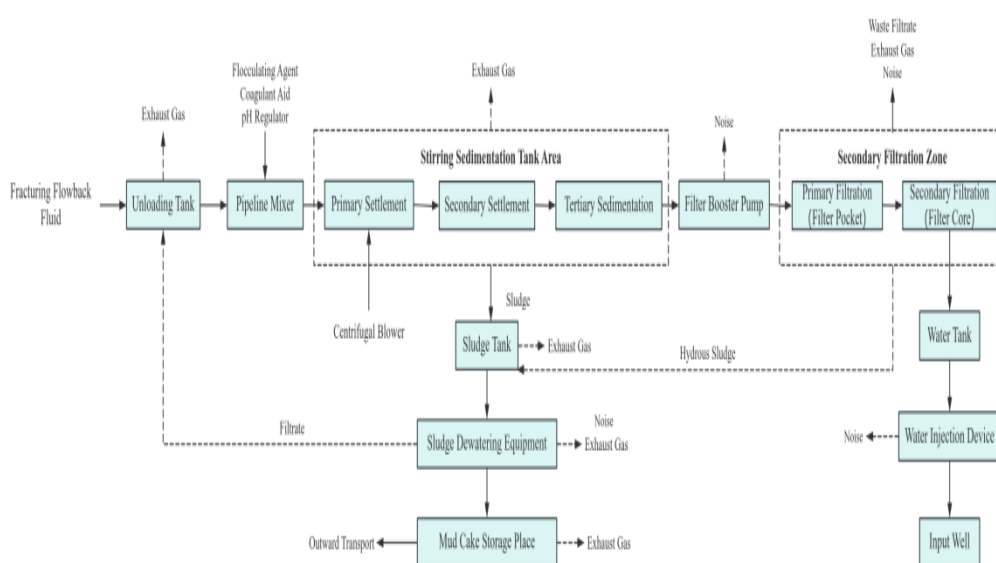 Waste Filtrate
Exhaust Gas
Noise
Flocculating Agent
Coagulant Aid
pH Regulator
Exhaust Gas
Exhaust Gas
Noise
Stirring Sedimentation Tank Area
Secondary Filtration Zone
Fracturing Flowback
Fluid
Unloading Tank
Pipeline Mixer
Primary Settlement
Secondary Settlement
Tertiary Sedimentation
Filter Booster Pump
Primary Filtration
(Filter Pocket)
Secondary Filtration
(Filter Core)
Sludge
Centrifugal Blower
Sludge Tank
Exhaust Gas
Hydrous Sludge
Water Tank
Filtrate
Sludge Dewatering Equipment
Noise
Exhaust Gas
Noise
Water Injection Device
Outward Transport
Mud Cake Storage Place
Exhaust Gas
Input Well